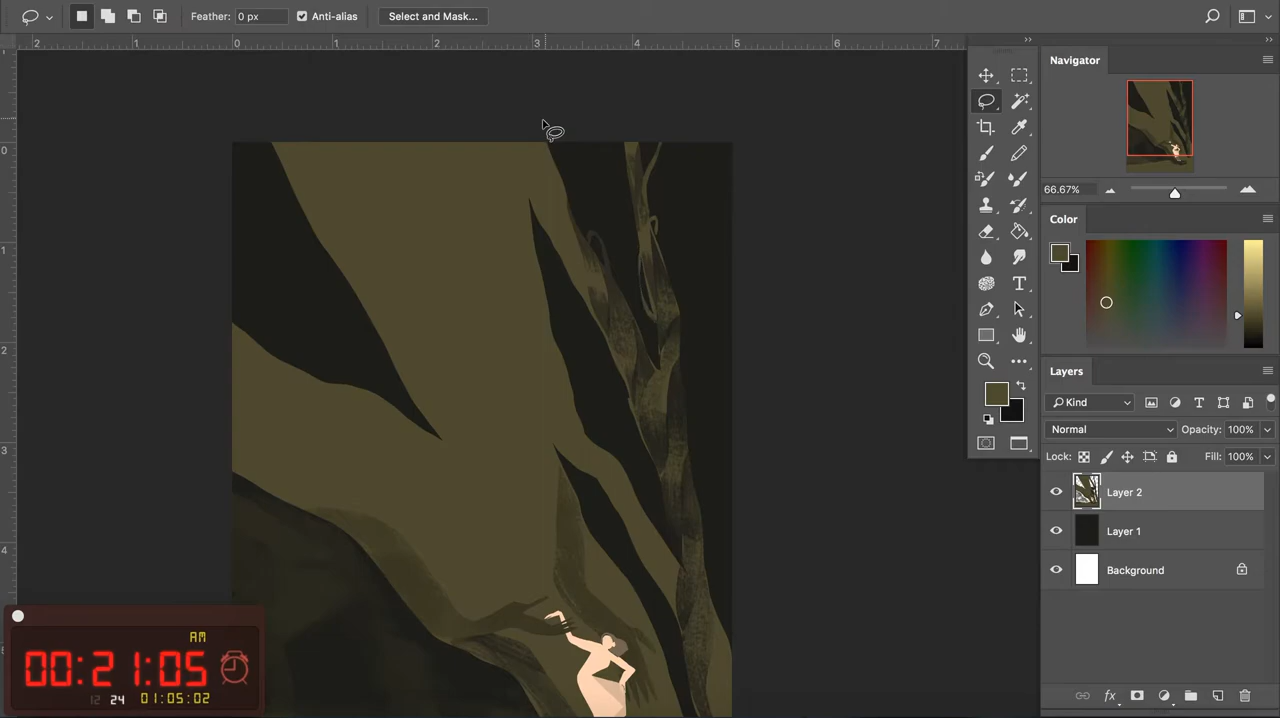 Feather: 0 px Anti-alias Select and Mask...
2 1 0 1 2 3 4 5 6 7
0
1
2
3
4
Navigator
66.67%
Color
Layers
Kind
Normal Opacity: 100%
Lock: Fill: 100%
Layer 2
Layer 1
Background
fx
AM
00:21:05
12 24 01:05:02